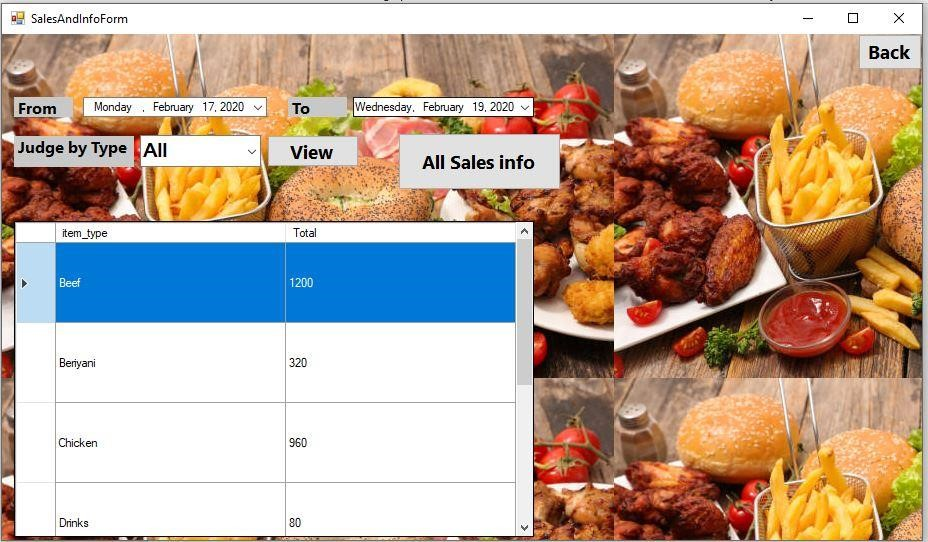 SalesAndInfoForm
Back
From Monday , February 17, 2020 To Wednesday, February 19, 2020
Judge by Type All View All Sales info
item_type Total
Beef 1200
Beriyani 320
Chicken 960
Drinks 80